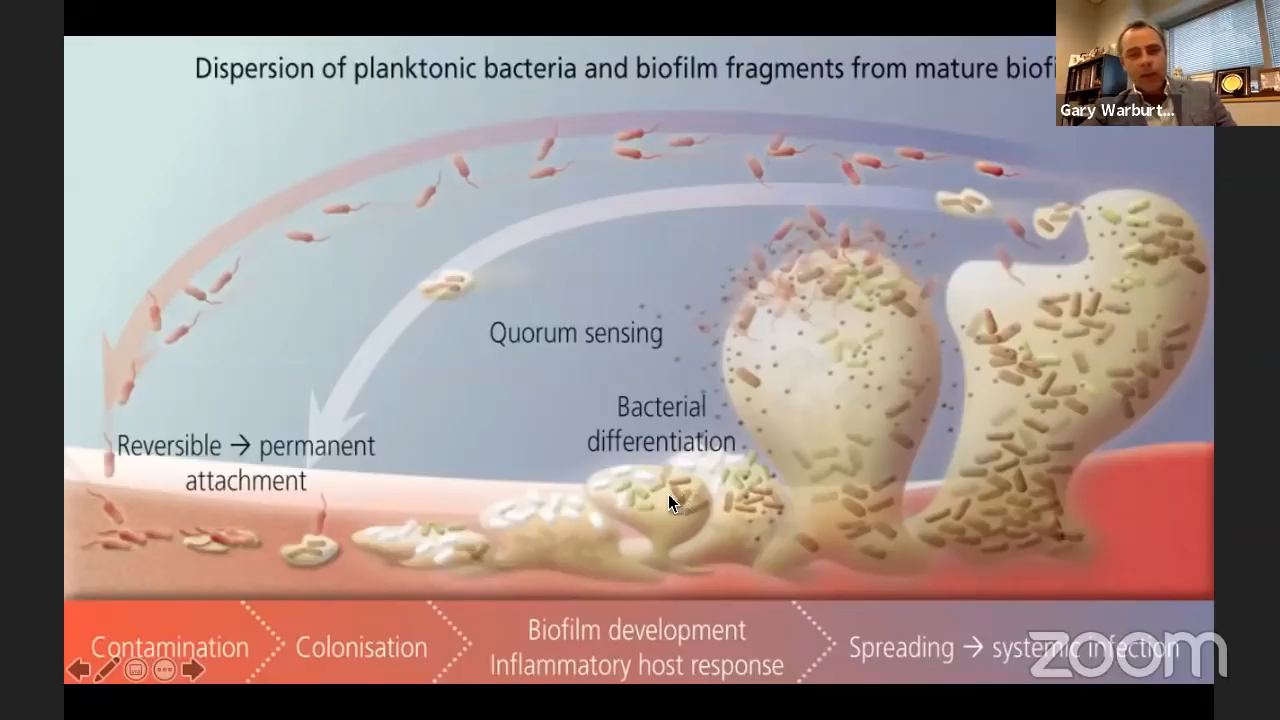 Dispersion of planktonic bacteria and biofilm fragments from mature biofi
Gary Warburt...
Quorum sensing
Bacterial
differentiation
Reversible → permanent
attachment
Contamination
Colonisation
Biofilm development
Inflammatory host response
Spreading → systemic infection
zoom